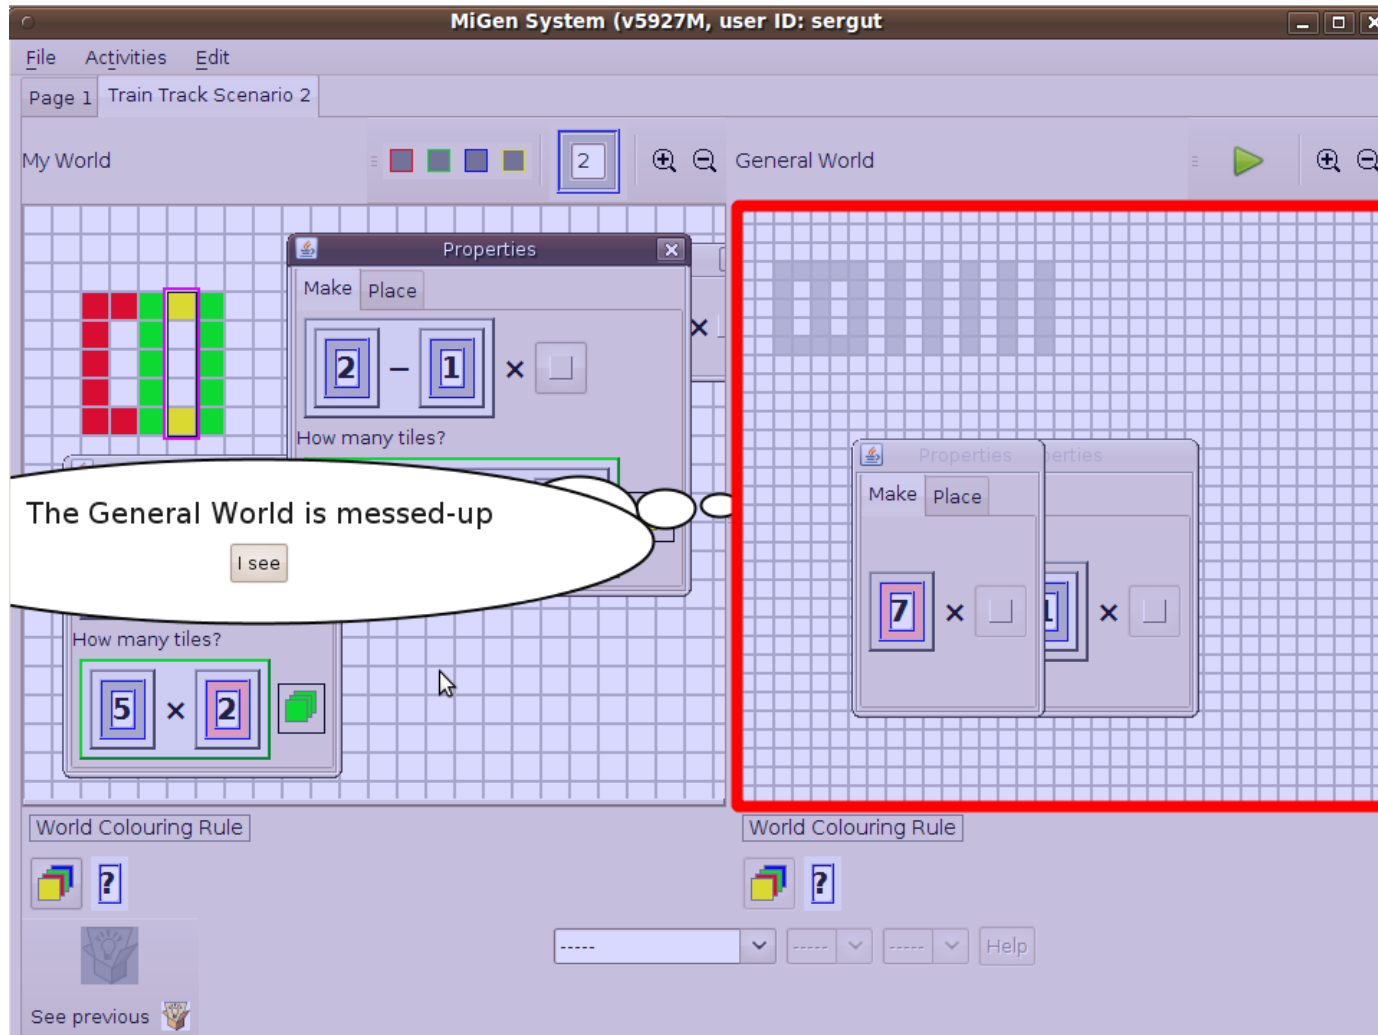 MiGen System (v5927M, user ID: sergut
File Activities Edit
Page 1 Train Track Scenario 2
My World
2
General World
Properties
Make Place
2 – 1 ×
×
How many tiles?
The General World is messed-up
I see
How many tiles?
5 × 2
Properties
perties
Make Place
7 ×
1 ×
World Colouring Rule
?
World Colouring Rule
?
-----
-----
-----
Help
See previous